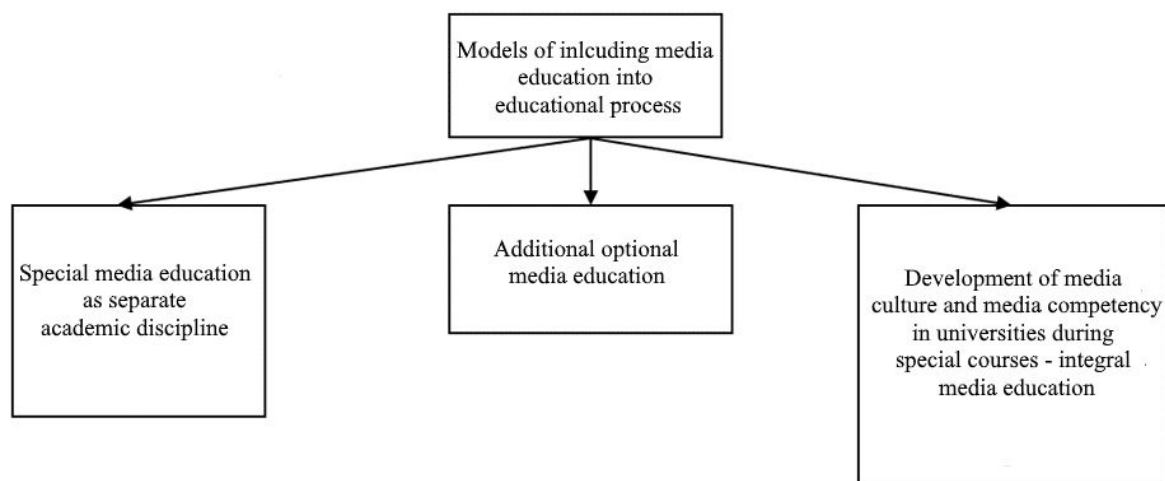 Models of inlcuding media
education into
educational process
Special media education
as separate
academic discipline
Additional optional
media education
Development of media
culture and media competency
in universities during
special courses - integral
media education